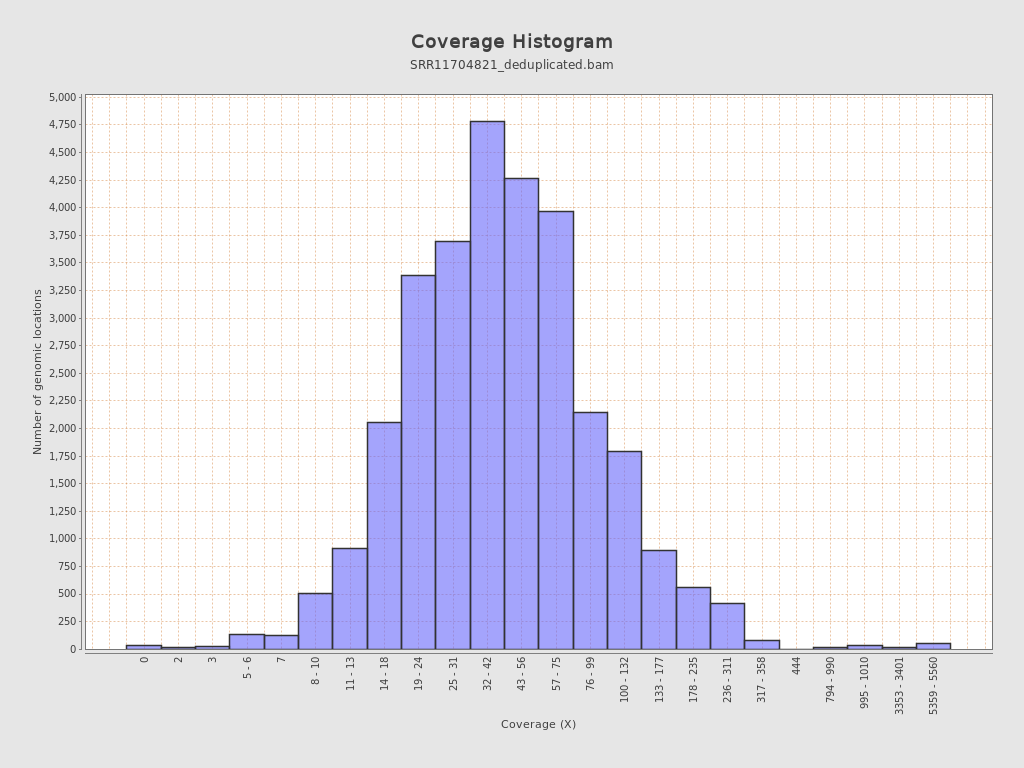 Coverage Histogram
SRR11704821_deduplicated.bam
5,000
4,750
4,500
4,250
4,000
3,750
3,500
3,250
3,000
2,750
2,500
2,250
2,000
1,750
1,500
1,250
1,000
750
500
250
0
Number of genomic locations
0
2
3
5 - 6
7
8 - 10
11 - 13
14 - 18
19 - 24
25 - 31
32 - 42
43 - 56
57 - 75
76 - 99
100 - 132
133 - 177
178 - 235
236 - 311
317 - 358
444
794 - 990
995 - 1010
3353 - 3401
5359 - 5560
Coverage (X)